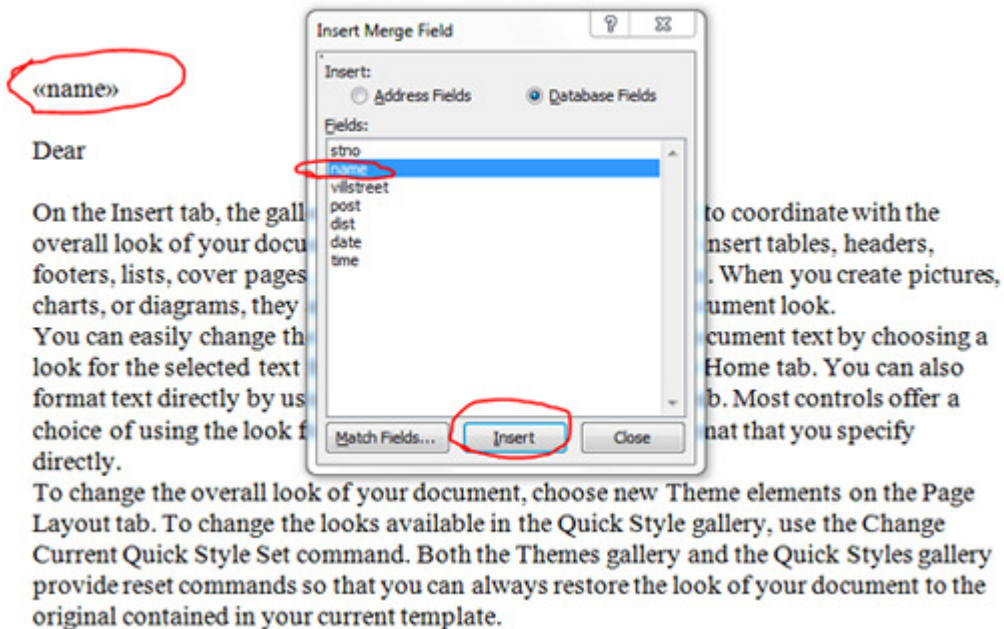 Insert Merge Field
Insert:
Address Fields Database Fields
Fields:
stno
name
villstreet
post
dist
date
time
Match Fields... Insert Close
«name»
Dear
On the Insert tab, the gall to coordinate with the
overall look of your docu nsert tables, headers,
footers, lists, cover pages . When you create pictures,
charts, or diagrams, they ument look.
You can easily change th cument text by choosing a
look for the selected text Home tab. You can also
format text directly by us b. Most controls offer a
choice of using the look f mat that you specify
directly.
To change the overall look of your document, choose new Theme elements on the Page
Layout tab. To change the looks available in the Quick Style gallery, use the Change
Current Quick Style Set command. Both the Themes gallery and the Quick Styles gallery
provide reset commands so that you can always restore the look of your document to the
original contained in your current template.